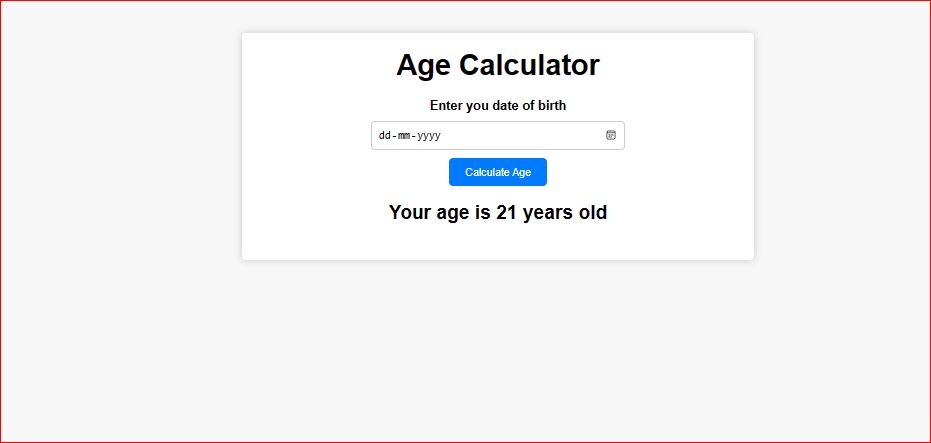 Age Calculator
Enter you date of birth
dd-mm-yyyy
Calculate Age
Your age is 21 years old